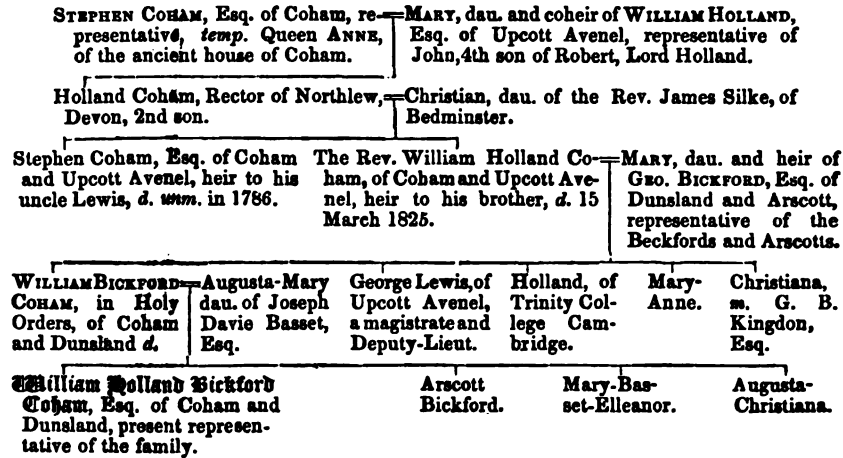 STEPHEN COHAM, Esq. of Coham, re-
presentative, temp. Queen ANNE,
of the ancient house of Coham.
MARY, dau. and coheir of WILLIAM HOLLAND,
Esq. of Upcott Avenel, representative of
John, 4th son of Robert, Lord Holland.
Holland Coham, Rector of Northlew,
Devon, 2nd son.
Christian, dau. of the Rev. James Silke, of
Bedminster.
Stephen Coham, Esq. of Coham
and Upcott Avenel, heir to his
uncle Lewis, d. unm. in 1786.
The Rev. William Holland Co-
ham, of Coham and Upcott Ave-
nel, heir to his brother, d. 15
March 1825.
MARY, dau. and heir of
GEO. BICKFORD, Esq. of
Dunsland and Arscott,
representative of the
Beckfords and Arscotts.
WILLIAM BICKFORD
COHAM, in Holy
Orders, of Coham
and Dunsland d.
Augusta-Mary
dau. of Joseph
Davie Basset,
Esq.
George Lewis, of
Upcott Avenel,
a magistrate and
Deputy-Lieut.
Holland, of
Trinity Col-
lege Cam-
bridge.
Mary-
Anne.
Christiana,
m. G. B.
Kingdon,
Esq.
William Holland Bickford
Coham, Esq. of Coham and
Dunsland, present represen-
tative of the family.
Arscott
Bickford.
Mary-Bas-
set-Elleanor.
Augusta-
Christiana.